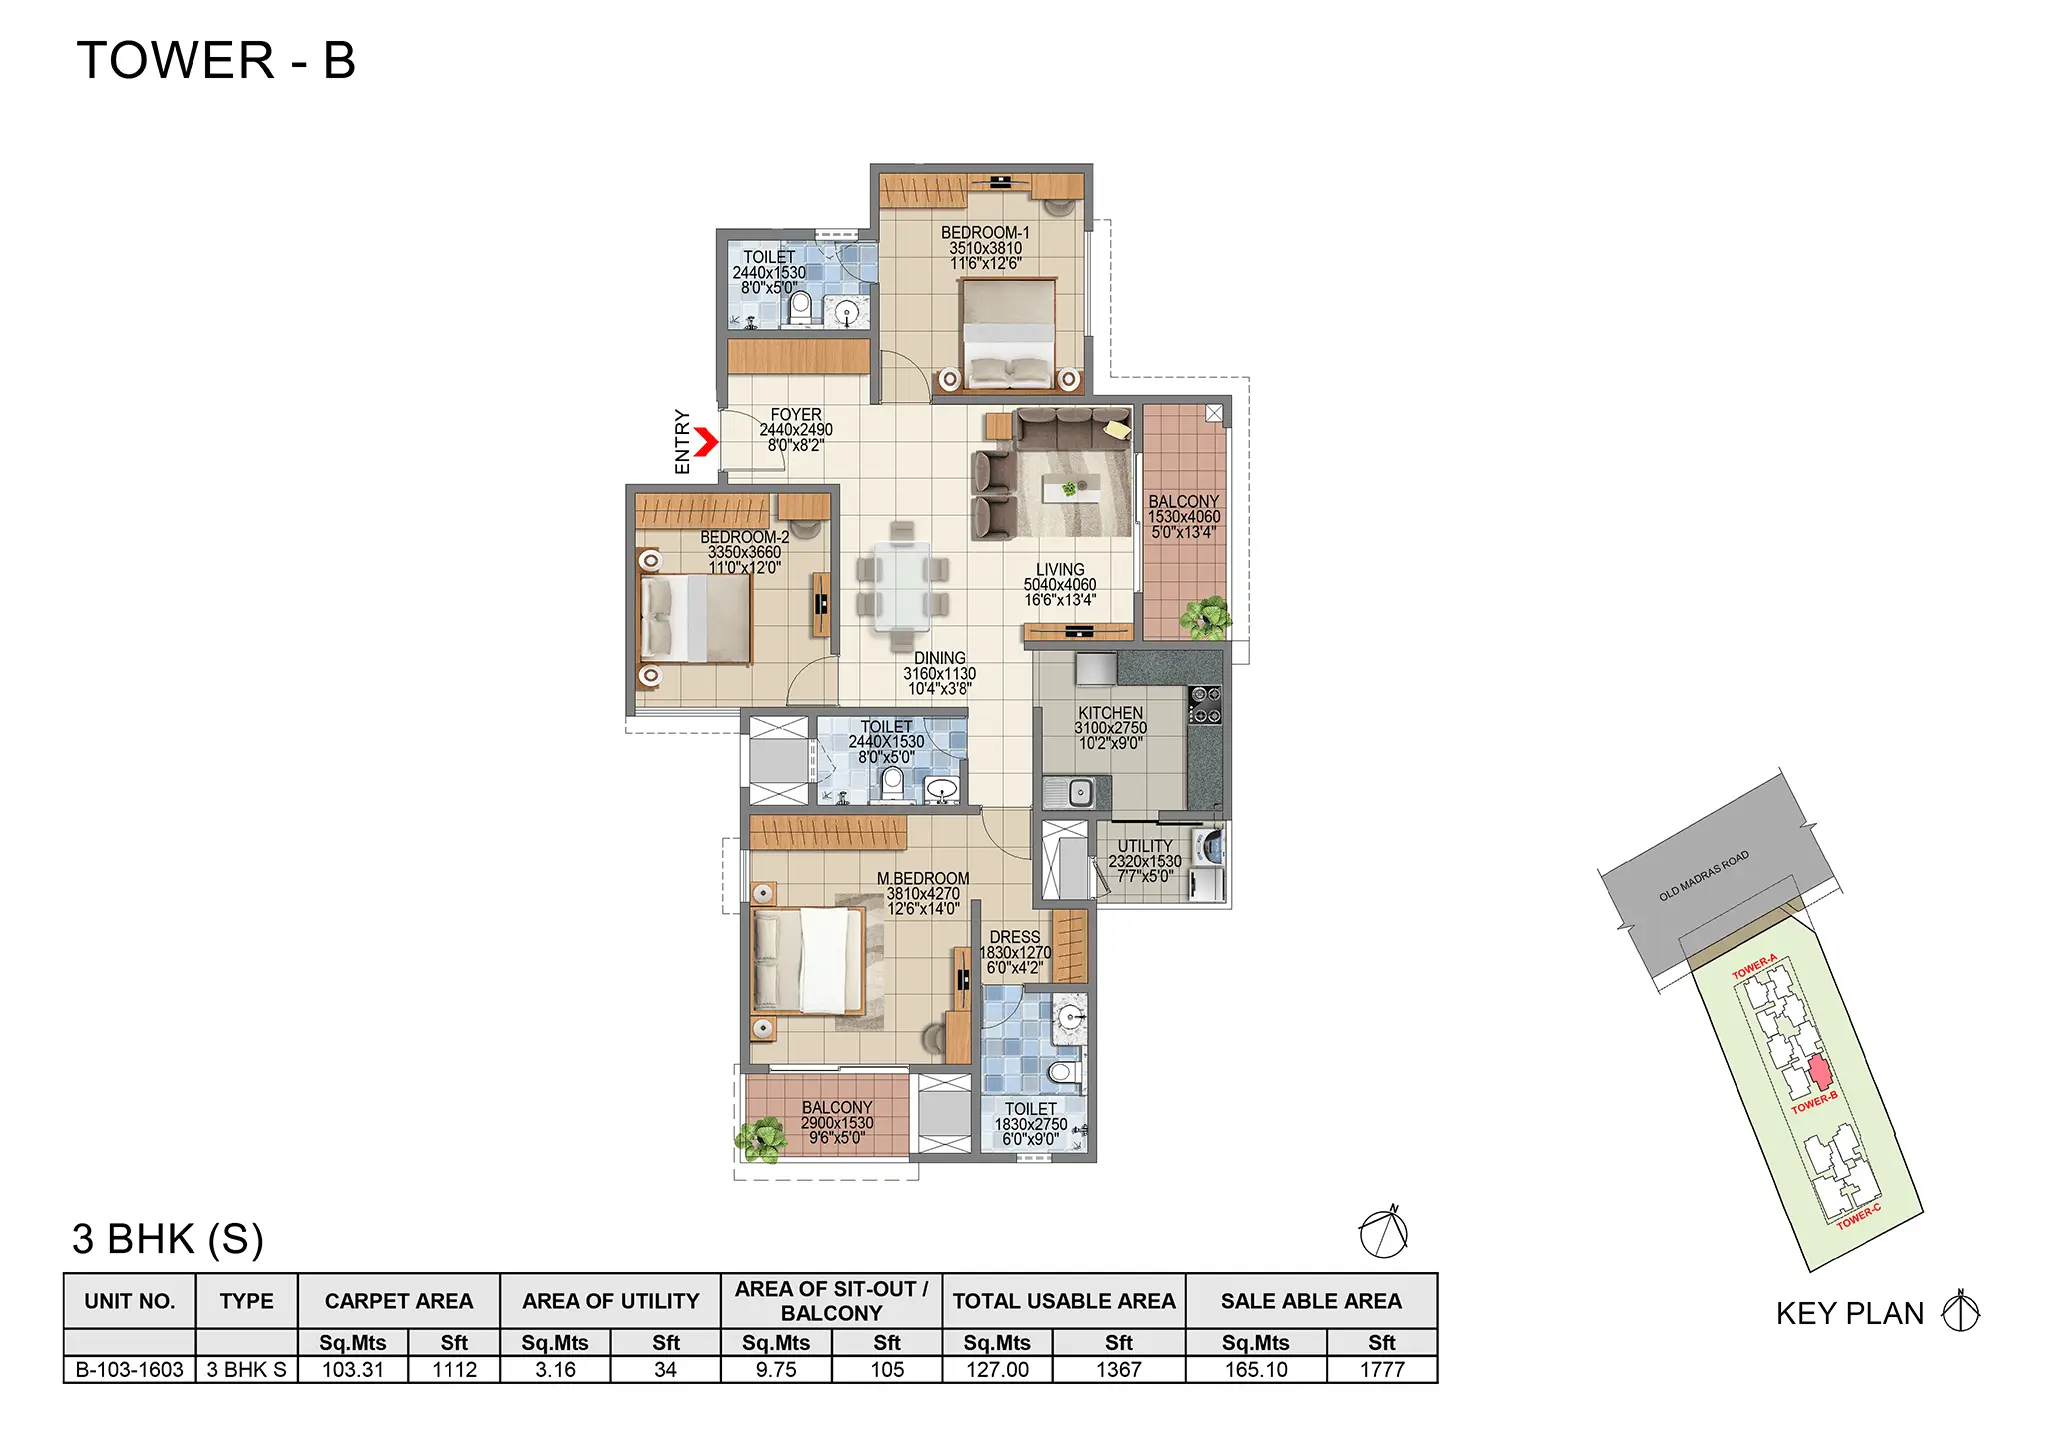 TOWER - B
BEDROOM-1
3510x3810
11'6"x12'6"
TOILET
2440x1530
8'0"x5'0"
ENTRY
FOYER
2440x2490
8'0"x8'2"
BALCONY
1530x4060
5'0"x13'4"
BEDROOM-2
3350x3660
11'0"x12'0"
LIVING
5040x4060
16'6"x13'4"
DINING
3160x1130
10'4"x3'8"
KITCHEN
3100x2750
10'2"x9'0"
TOILET
2440X1530
8'0"x5'0"
UTILITY
2320x1530
7'7"x5'0"
M.BEDROOM
3810x4270
12'6"x14'0"
DRESS
1830x1270
6'0"x4'2"
BALCONY
2900x1530
9'6"x5'0"
TOILET
1830x2750
6'0"x9'0"
OLD MADRAS ROAD
TOWER-A
TOWER-B
TOWER-C
N
KEY PLAN
N
3 BHK (S)
UNIT NO. TYPE CARPET AREA AREA OF UTILITY AREA OF SIT-OUT / BALCONY TOTAL USABLE AREA SALE ABLE AREA
Sq.Mts Sft Sq.Mts Sft Sq.Mts Sft Sq.Mts Sft Sq.Mts Sft
B-103-1603 3 BHK S 103.31 1112 3.16 34 9.75 105 127.00 1367 165.10 1777